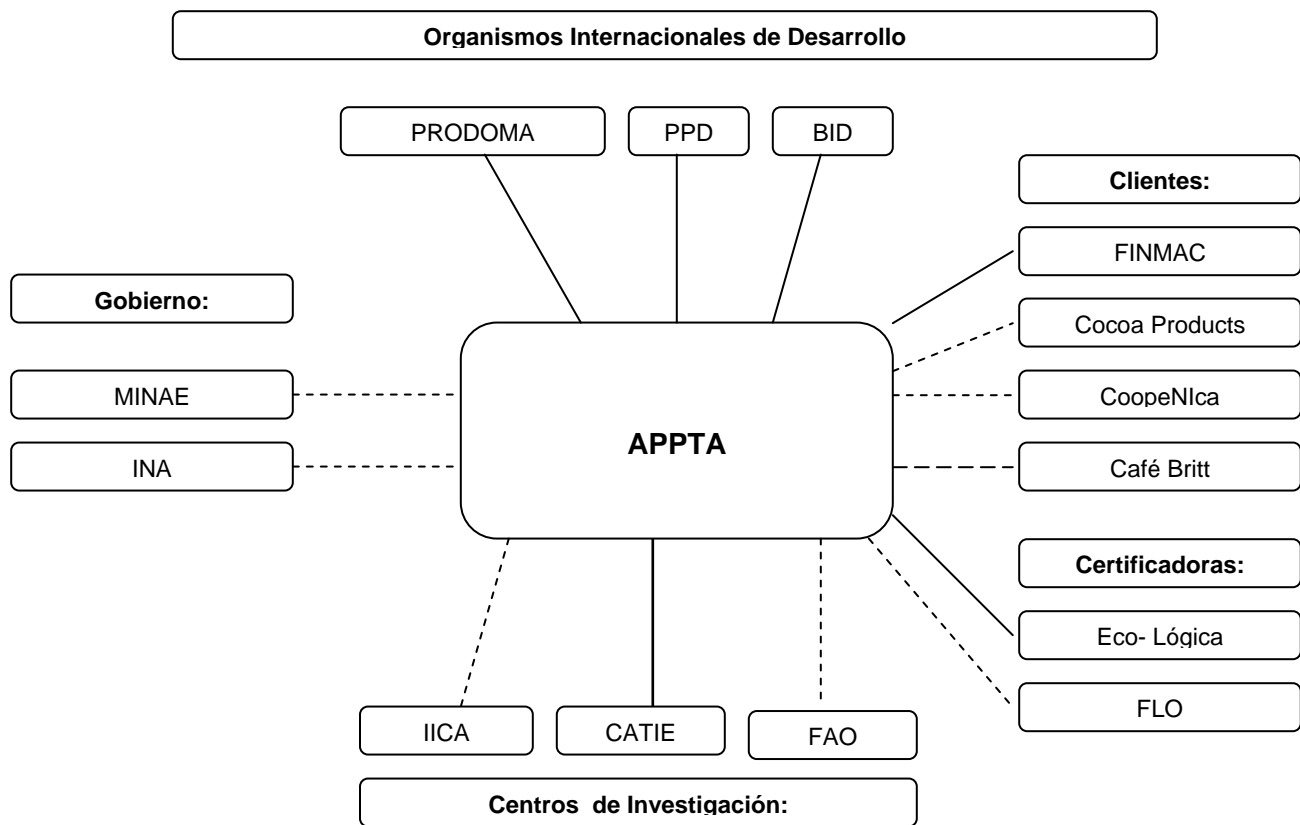 Organismos Internacionales de Desarrollo
PRODOMA
PPD
BID
Clientes:
FINMAC
Gobierno:
Cocoa Products
MINAE
CoopeNIca
APPTA
INA
Café Britt
Certificadoras:
Eco- Lógica
FLO
IICA
CATIE
FAO
Centros de Investigación: